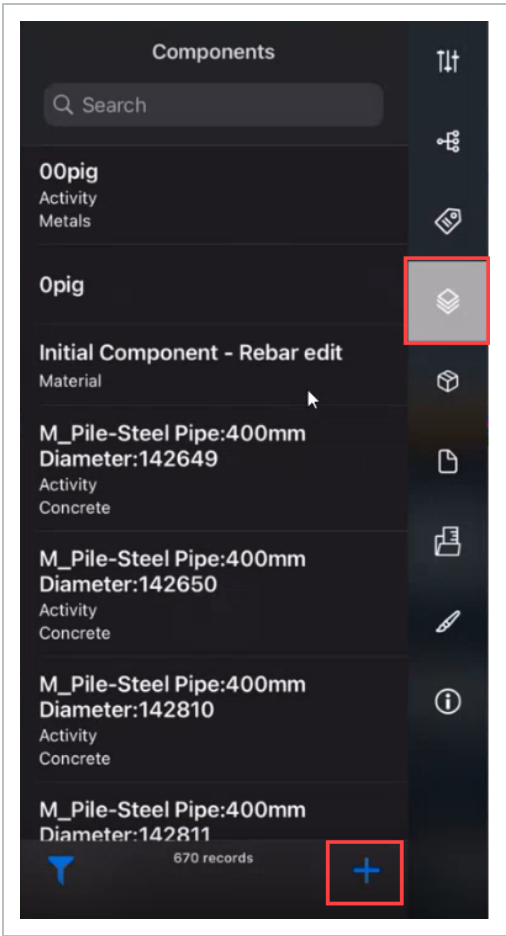 Components
Search
00pig
Activity
Metals
0pig
Initial Component - Rebar edit
Material
M_Pile-Steel Pipe:400mm
Diameter:142649
Activity
Concrete
M_Pile-Steel Pipe:400mm
Diameter:142650
Activity
Concrete
M_Pile-Steel Pipe:400mm
Diameter:142810
Activity
Concrete
M_Pile-Steel Pipe:400mm
Diameter:142811
670 records